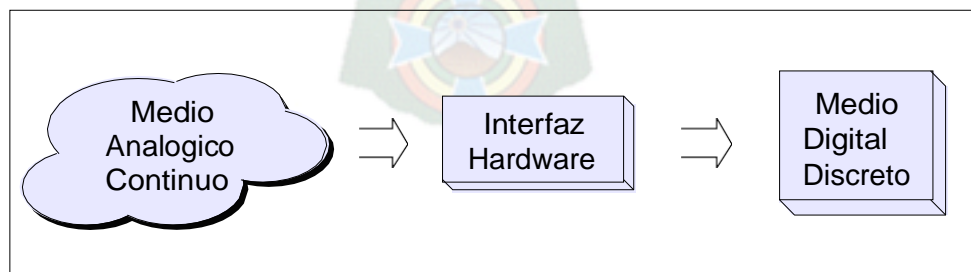 Medio
Analogico
Continuo
Interfaz
Hardware
Medio
Digital
Discreto